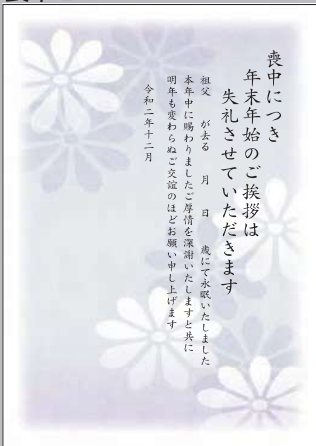 喪中につき
年末年始のご挨拶は
失礼させていただきます
祖父　　が去る　　月　　日　　歳にて永眠いたしました
本年中に賜わりましたご厚情を深謝いたしますと共に
明年も変わらぬご交誼のほどお願い申し上げます
令和二年十二月